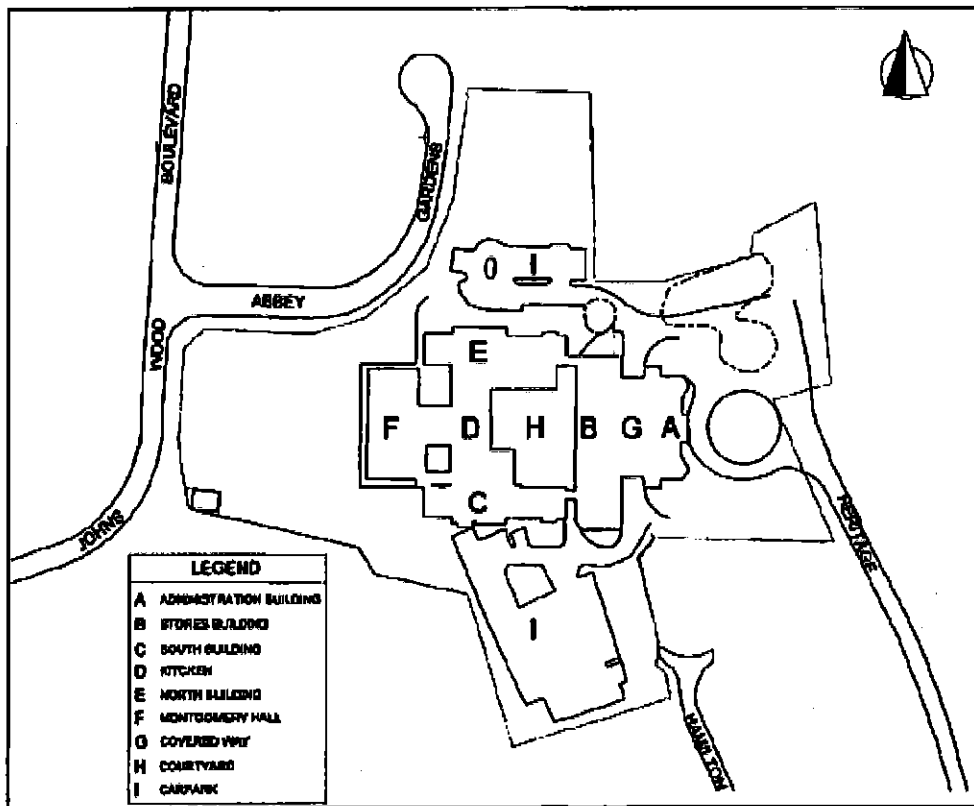 BOULEVARD
GARDENS
ABBEY
WOOD
JOHNS
HERITAGE
HAMILTON
0 I
E
F D H B G A
C
I
LEGEND
A ADMINISTRATION BUILDING
B STORES BUILDING
C SOUTH BUILDING
D KITCHEN
E NORTH BUILDING
F MONTGOMERY HALL
G COVERED WAY
H COURTYARD
I CARPARK